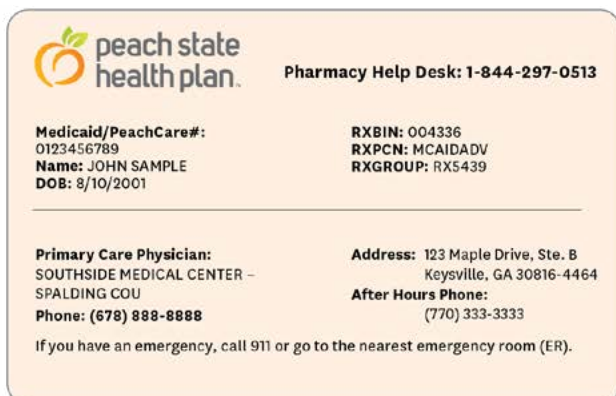 peach state
health plan™
Pharmacy Help Desk: 1-844-297-0513
Medicaid/PeachCare#:
0123456789
Name: JOHN SAMPLE
DOB: 8/10/2001
RXBIN: 004336
RXPCN: MCAIDADV
RXGROUP: RX5439
Primary Care Physician:
SOUTHSIDE MEDICAL CENTER –
SPALDING COU
Phone: (678) 888-8888
Address: 123 Maple Drive, Ste. B
Keysville, GA 30816-4464
After Hours Phone:
(770) 333-3333
If you have an emergency, call 911 or go to the nearest emergency room (ER).